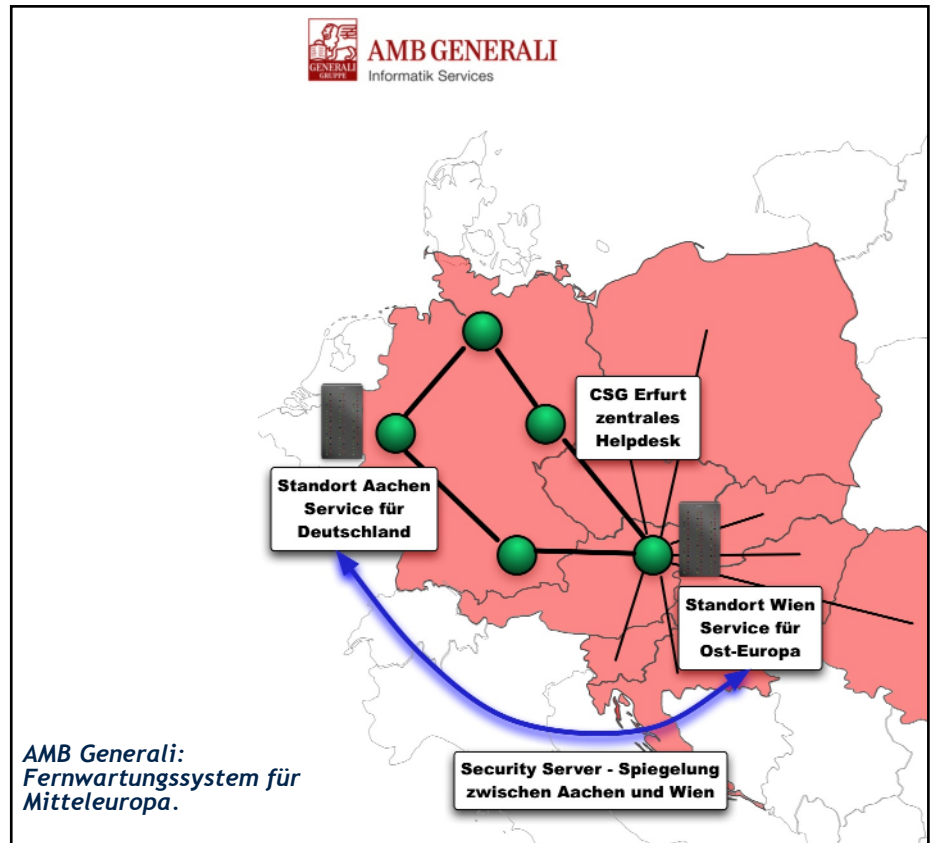 GENERALI
GRUPPE
AMB GENERALI
Informatik Services
CSG Erfurt
zentrales
Helpdesk
Standort Aachen
Service für
Deutschland
Standort Wien
Service für
Ost-Europa
AMB Generali:
Fernwartungssystem für
Mitteleuropa.
Security Server - Spiegelung
zwischen Aachen und Wien